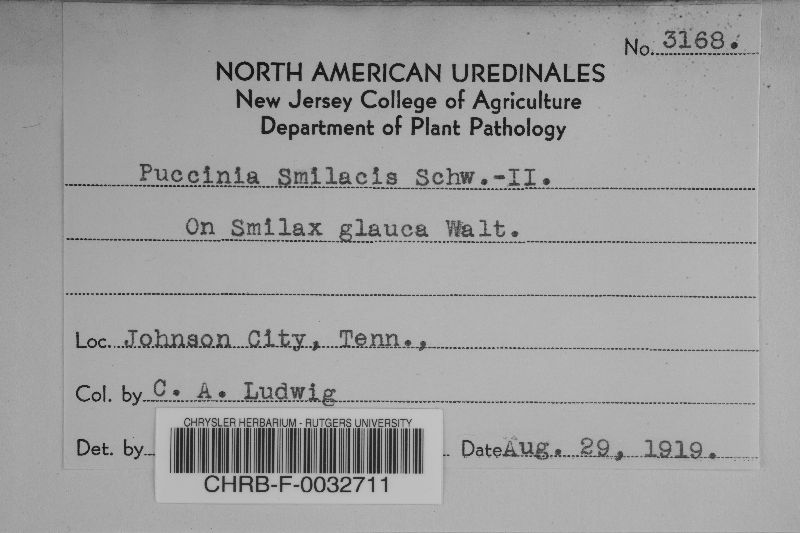 No. 3168.
NORTH AMERICAN UREDINALES
New Jersey College of Agriculture
Department of Plant Pathology
Puccinia Smilacis Schw.-II.
On Smilax glauca Walt.
Loc. Johnson City, Tenn.,
Col. by C. A. Ludwig
Det. by
Date Aug. 29, 1919.
CHRYSLER HERBARIUM - RUTGERS UNIVERSITY
CHRB-F-0032711